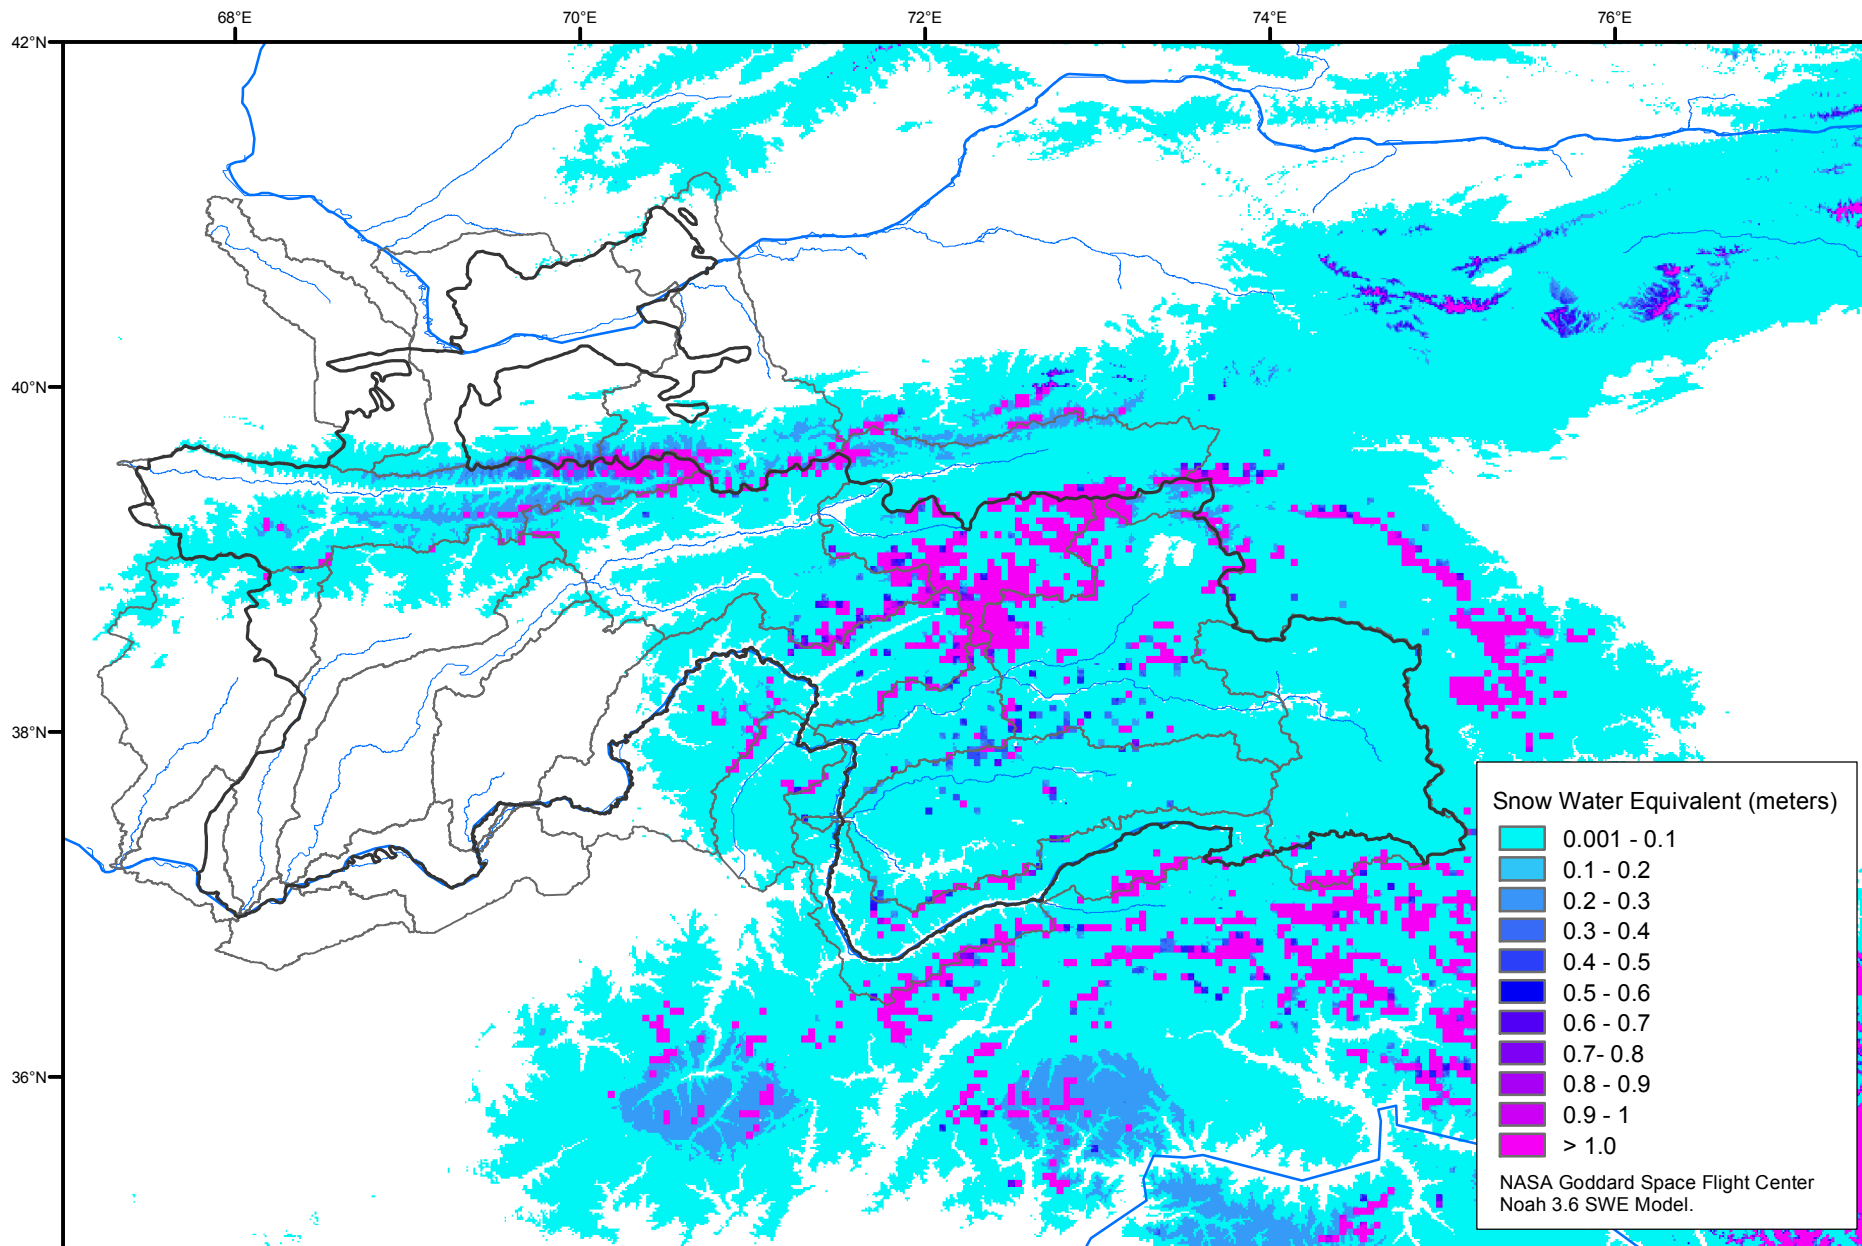 68°E 70°E 72°E 74°E 76°E
42°N
40°N
38°N
36°N
Snow Water Equivalent (meters)
0.001 - 0.1
0.1 - 0.2
0.2 - 0.3
0.3 - 0.4
0.4 - 0.5
0.5 - 0.6
0.6 - 0.7
0.7- 0.8
0.8 - 0.9
0.9 - 1
> 1.0
NASA Goddard Space Flight Center
Noah 3.6 SWE Model.